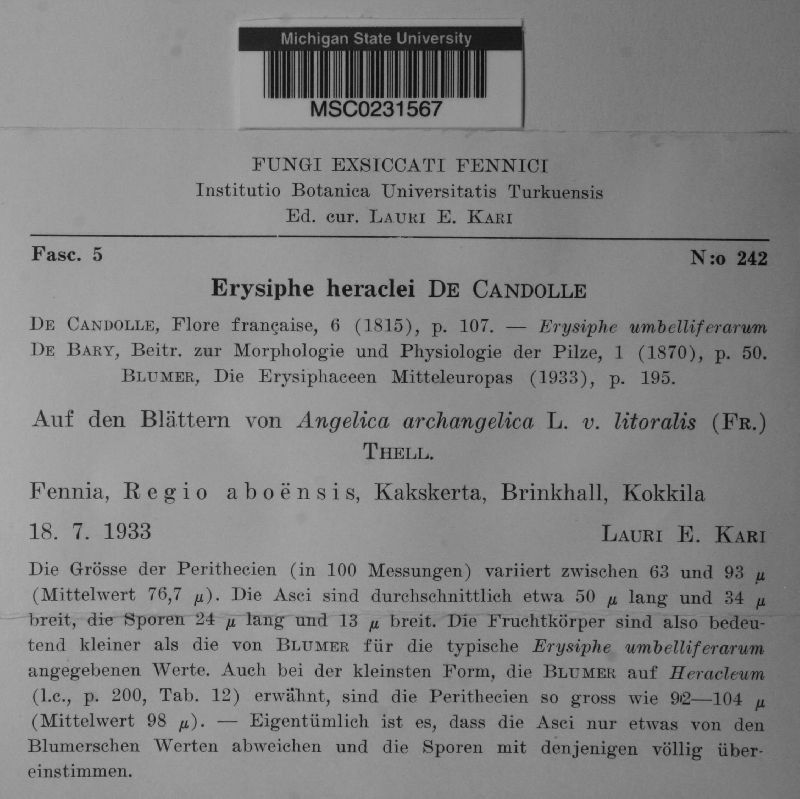 Michigan State University
MSC0231567
FUNGI EXSICCATI FENNICI
Institutio Botanica Universitatis Turkuensis
Ed. cur. LAURI E. KARI
Fasc. 5 N:o 242
Erysiphe heraclei DE CANDOLLE
DE CANDOLLE, Flore française, 6 (1815), p. 107. — Erysiphe umbelliferarum
DE BARY, Beitr. zur Morphologie und Physiologie der Pilze, 1 (1870), p. 50.
BLUMER, Die Erysiphaceen Mitteleuropas (1933), p. 195.
Auf den Blättern von Angelica archangelica L. v. litoralis (FR.)
THELL.
Fennia, Regio aboënsis, Kakskerta, Brinkhall, Kokkila
18. 7. 1933 LAURI E. KARI
Die Grösse der Perithecien (in 100 Messungen) variiert zwischen 63 und 93 μ
(Mittelwert 76,7 μ). Die Asci sind durchschnittlich etwa 50 μ lang und 34 μ
breit, die Sporen 24 μ lang und 13 μ breit. Die Fruchtkörper sind also bedeu-
tend kleiner als die von BLUMER für die typische Erysiphe umbelliferarum
angegebenen Werte. Auch bei der kleinsten Form, die BLUMER auf Heracleum
(l.c., p. 200, Tab. 12) erwähnt, sind die Perithecien so gross wie 92—104 μ
(Mittelwert 98 μ). — Eigentümlich ist es, dass die Asci nur etwas von den
Blumerschen Werten abweichen und die Sporen mit denjenigen völlig über-
einstimmen.